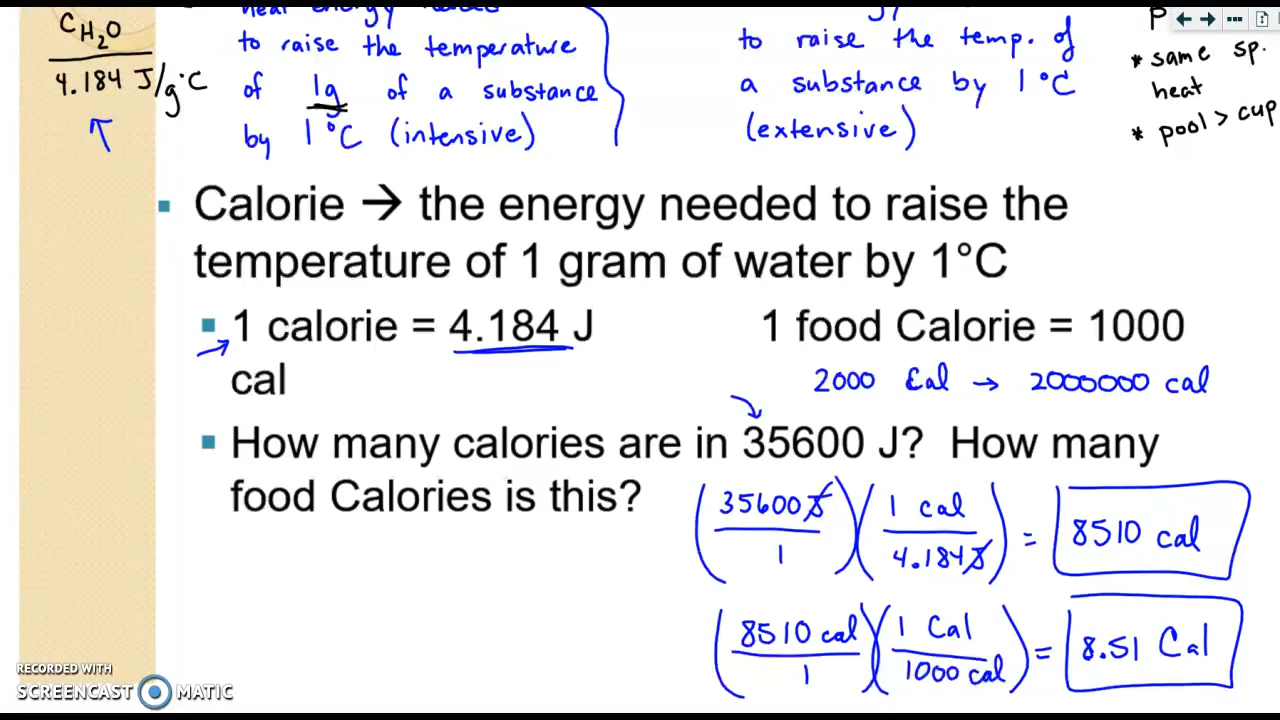 C H₂O
4.184 J/g°C
heat energy needed
to raise the temperature
of 1g of a substance
by 1°C (intensive)
to raise the temp. of
a substance by 1°C
(extensive)
* same sp.
heat
* pool > cup
▪ Calorie → the energy needed to raise the
temperature of 1 gram of water by 1°C
▪ 1 calorie = 4.184 J 1 food Calorie = 1000
cal
2000 Cal → 2000000 cal
▪ How many calories are in 35600 J? How many
food Calories is this?
(35600 J / 1)(1 cal / 4.184 J) = 8510 cal
(8510 cal / 1)(1 Cal / 1000 cal) = 8.51 Cal
RECORDED WITH
SCREENCAST MATIC